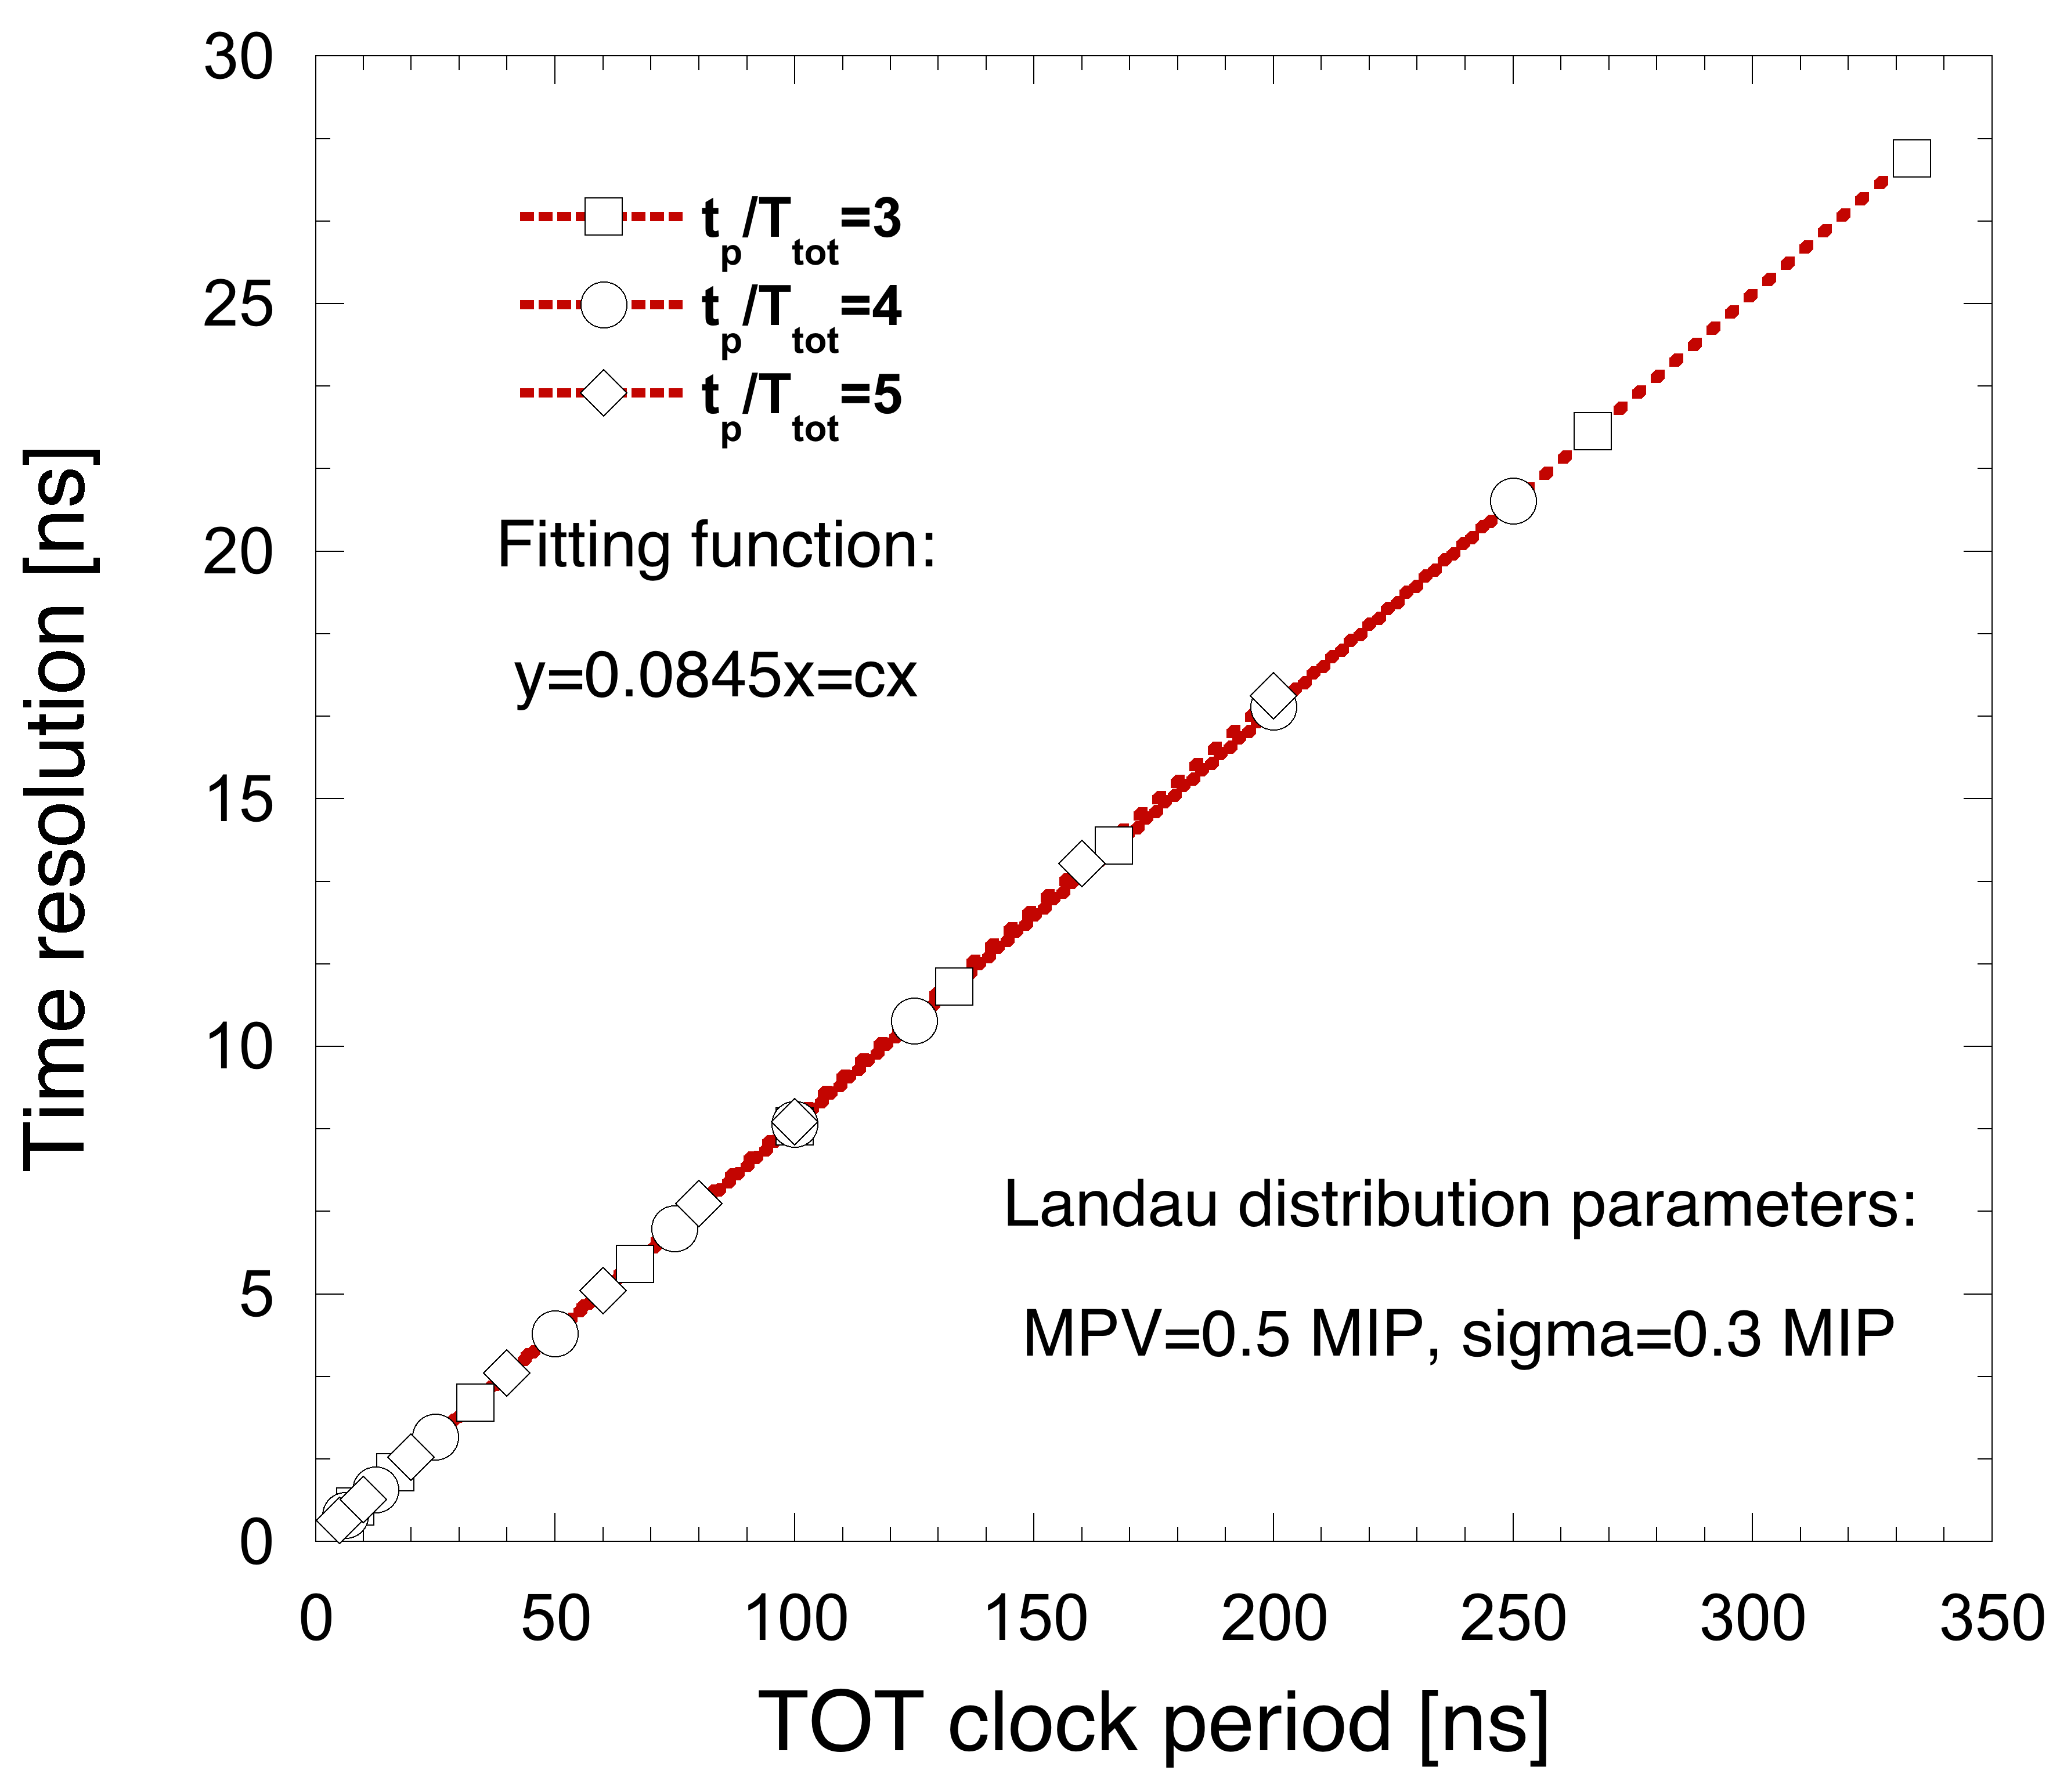 30
25
20
15
10
5
0
Time resolution [ns]
tp/Ttot=3
tp/Ttot=4
tp/Ttot=5
Fitting function:
y=0.0845x=cx
Landau distribution parameters:
MPV=0.5 MIP, sigma=0.3 MIP
0 50 100 150 200 250 300 350
TOT clock period [ns]